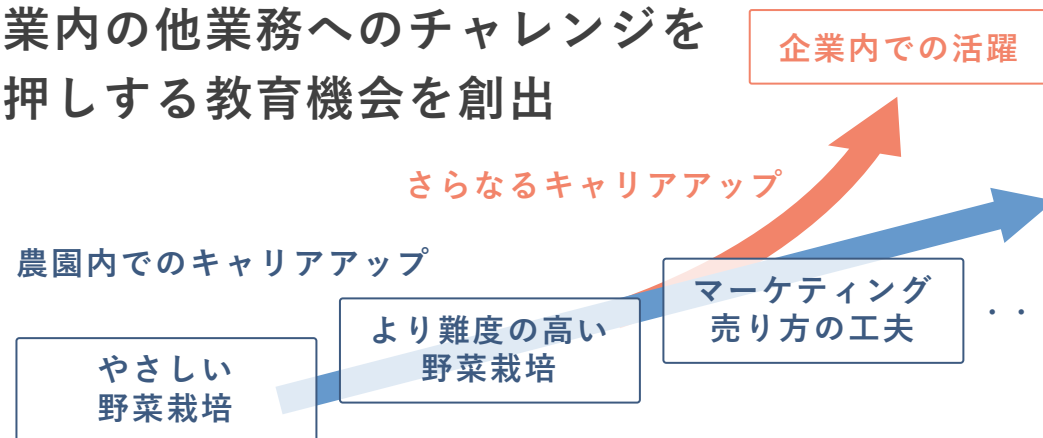 業内の他業務へのチャレンジを
押しする教育機会を創出
企業内での活躍
さらなるキャリアアップ
農園内でのキャリアアップ
マーケティング
売り方の工夫
・・
より難度の高い
野菜栽培
やさしい
野菜栽培